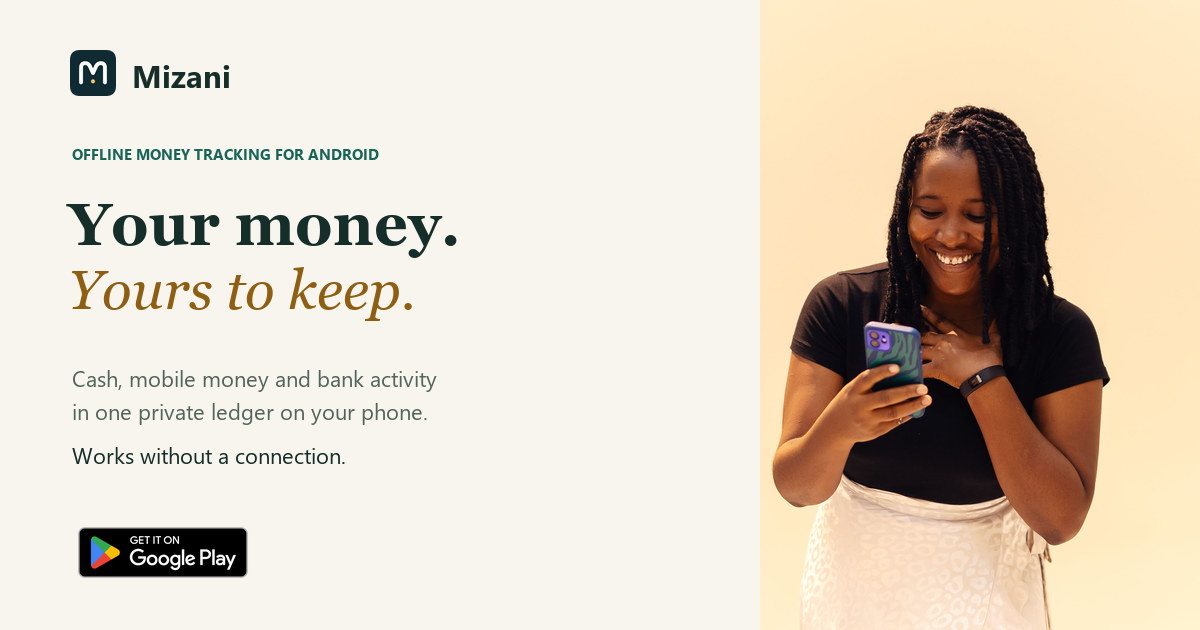 Mizani
OFFLINE MONEY TRACKING FOR ANDROID
Your money.
Yours to keep.
Cash, mobile money and bank activity
in one private ledger on your phone.
Works without a connection.
GET IT ON
Google Play